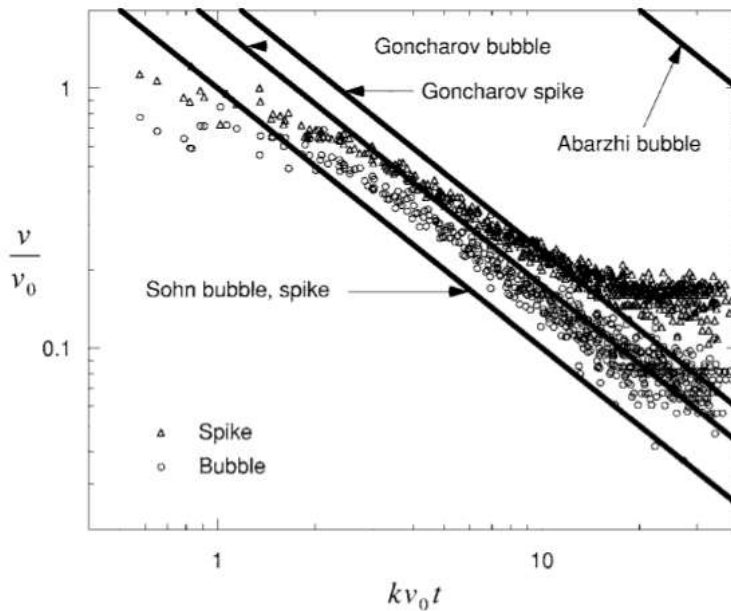 Goncharov bubble
1
Goncharov spike
Abarzhi bubble
v
v₀
Sohn bubble, spike
0.1
△ Spike
○ Bubble
1
10
kv₀t